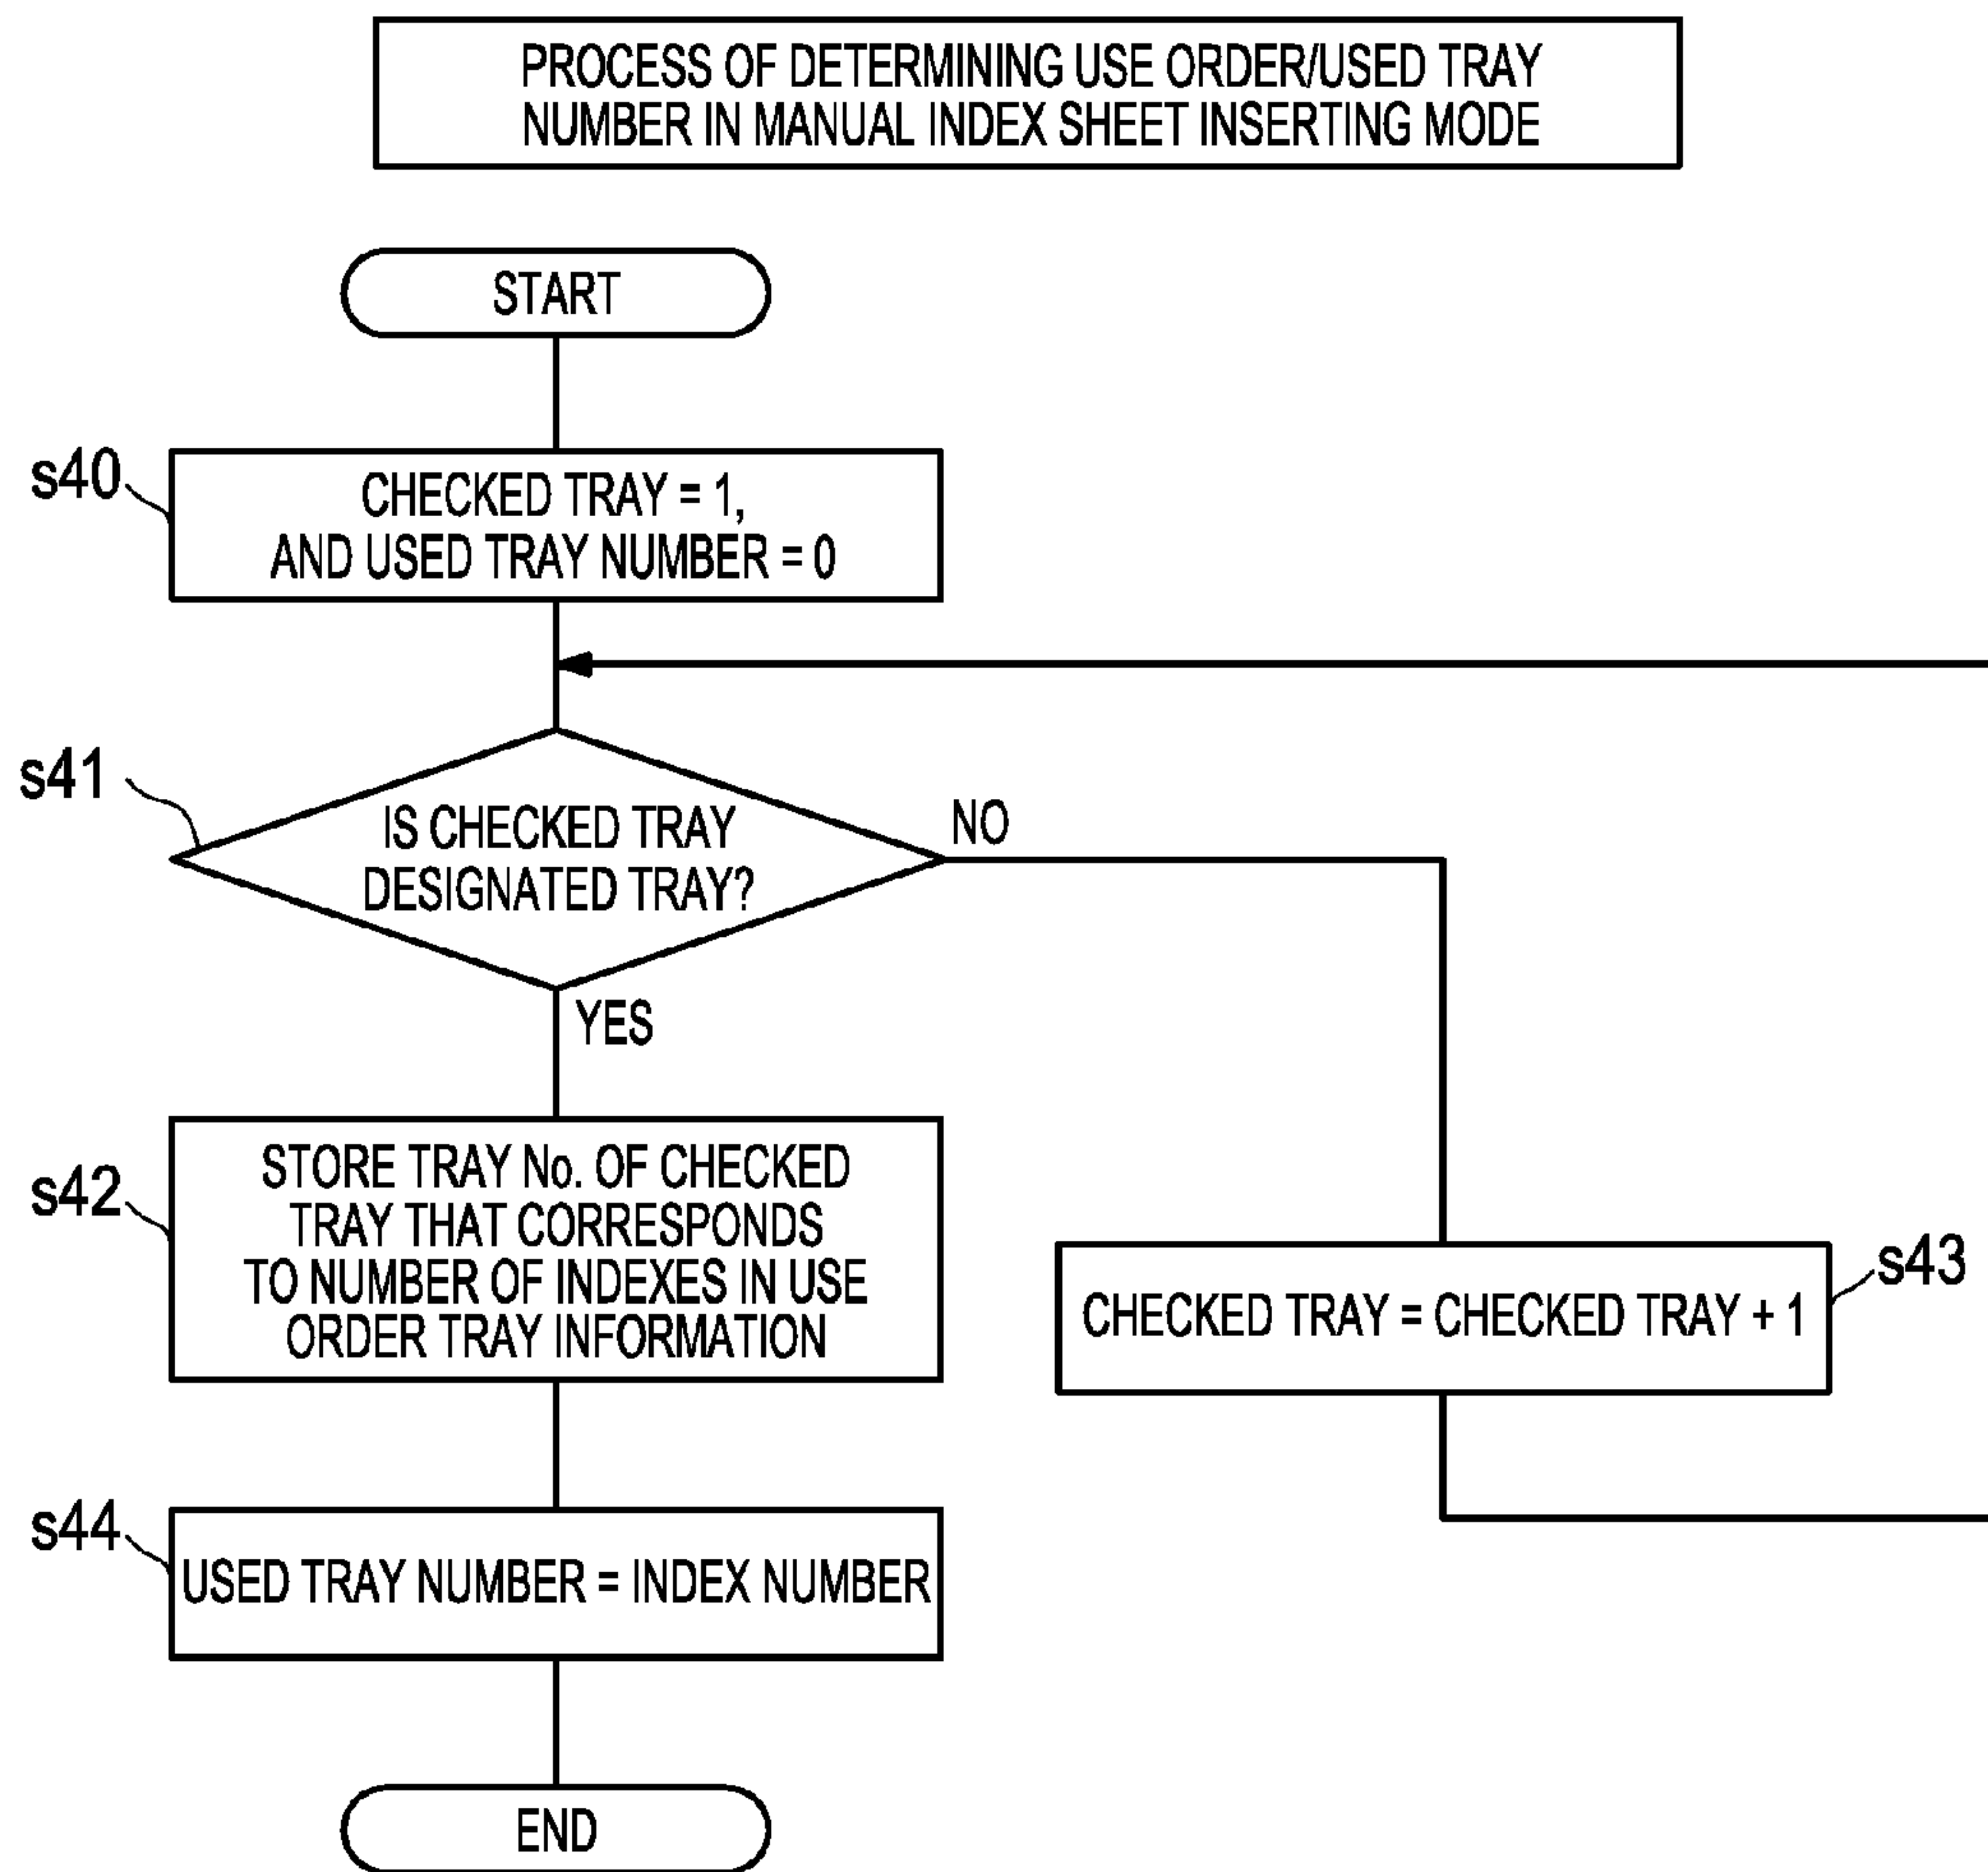 PROCESS OF DETERMINING USE ORDER/USED TRAY
NUMBER IN MANUAL INDEX SHEET INSERTING MODE
START
s40
CHECKED TRAY = 1,
AND USED TRAY NUMBER = 0
s41
IS CHECKED TRAY
DESIGNATED TRAY?
NO
YES
s42
STORE TRAY No. OF CHECKED
TRAY THAT CORRESPONDS
TO NUMBER OF INDEXES IN USE
ORDER TRAY INFORMATION
s43
CHECKED TRAY = CHECKED TRAY + 1
s44
USED TRAY NUMBER = INDEX NUMBER
END